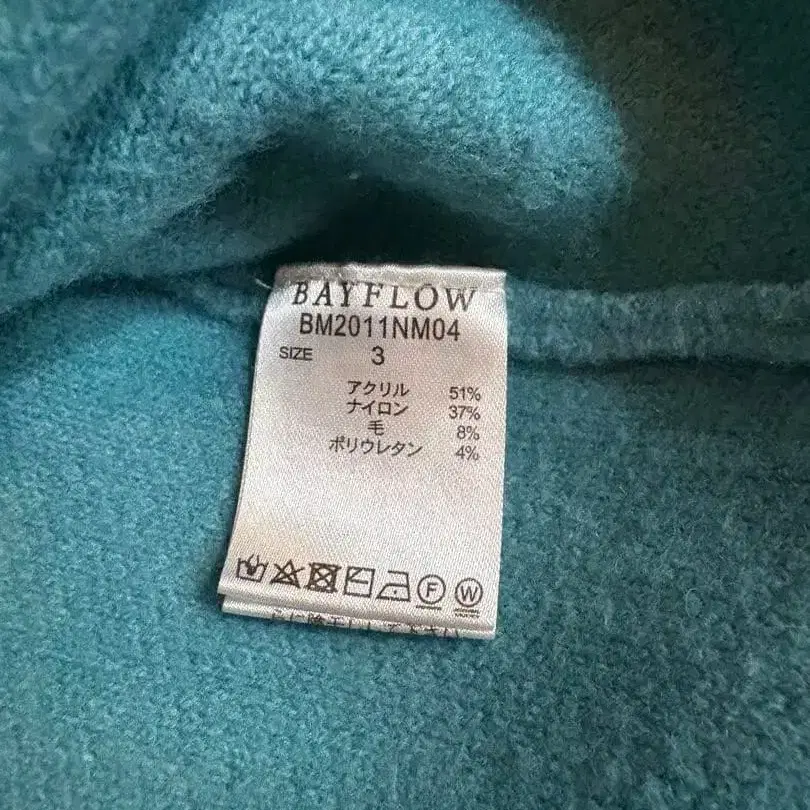 BAYFLOW
BM2011NM04
SIZE 3
アクリル 51%
ナイロン 37%
毛 8%
ポリウレタン 4%
F W